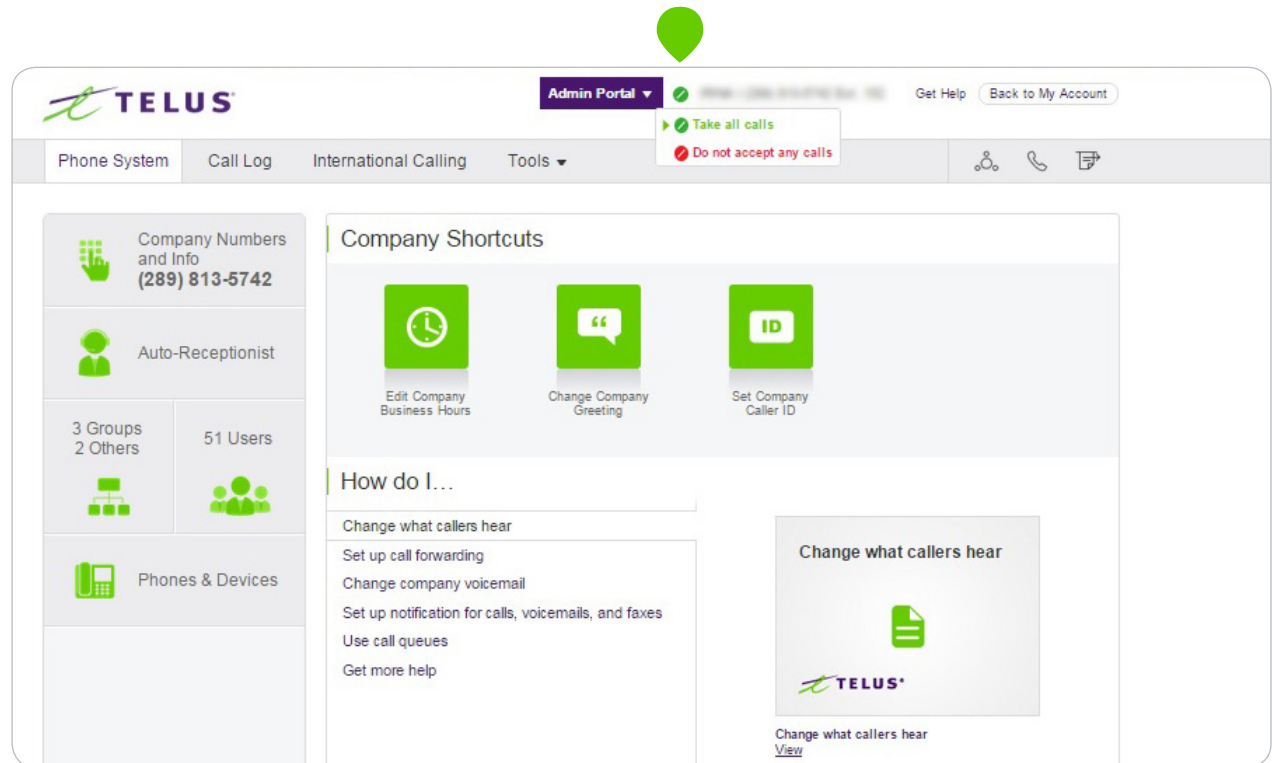 TELUS
Admin Portal
Get Help
Back to My Account
Take all calls
Do not accept any calls
Phone System
Call Log
International Calling
Tools
Company Numbers
and Info
(289) 813-5742
Auto-Receptionist
3 Groups
2 Others
51 Users
Phones & Devices
Company Shortcuts
“
ID
Edit Company
Business Hours
Change Company
Greeting
Set Company
Caller ID
How do I...
Change what callers hear
Set up call forwarding
Change company voicemail
Set up notification for calls, voicemails, and faxes
Use call queues
Get more help
Change what callers hear
TELUS®
Change what callers hear
View